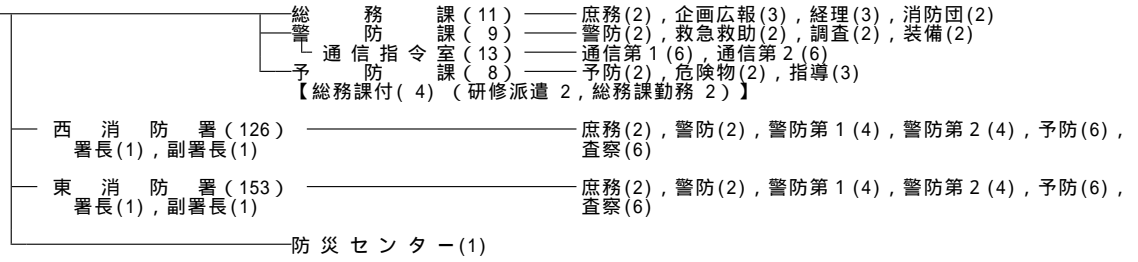 総務課(11) 庶務(2)，企画広報(3)，経理(3)，消防団(2)
警防課( 9) 警防(2)，救急救助(2)，調査(2)，装備(2)
通信指令室(13) 通信第1(6)，通信第2(6)
予防課( 8) 予防(2)，危険物(2)，指導(3)
【総務課付( 4) （研修派遣 2，総務課勤務 2）】
西消防署(126) 庶務(2)，警防(2)，警防第1(4)，警防第2(4)，予防(6)，
署長(1)，副署長(1) 査察(6)
東消防署(153) 庶務(2)，警防(2)，警防第1(4)，警防第2(4)，予防(6)，
署長(1)，副署長(1) 査察(6)
防災センター(1)